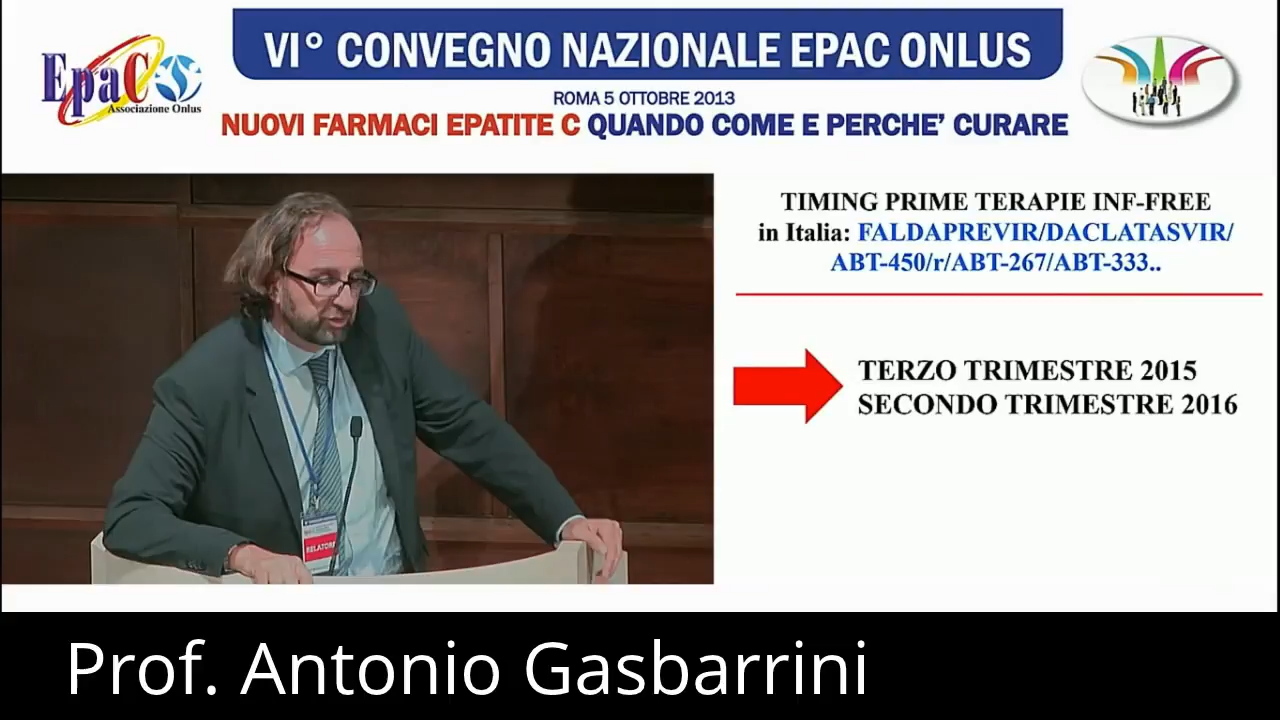 EpaC
Associazione Onlus
VI° CONVEGNO NAZIONALE EPAC ONLUS
ROMA 5 OTTOBRE 2013
NUOVI FARMACI EPATITE C QUANDO COME E PERCHE’ CURARE
TIMING PRIME TERAPIE INF-FREE
in Italia: FALDAPREVIR/DACLATASVIR/
ABT-450/r/ABT-267/ABT-333..
TERZO TRIMESTRE 2015
SECONDO TRIMESTRE 2016
RELATORE
Prof. Antonio Gasbarrini